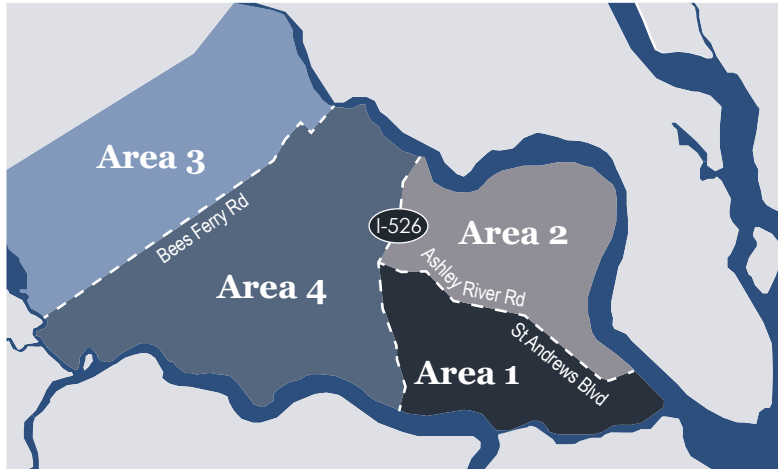 Area 3
Bees Ferry Rd
I-526
Area 2
Ashley River Rd
Area 4
St Andrews Blvd
Area 1